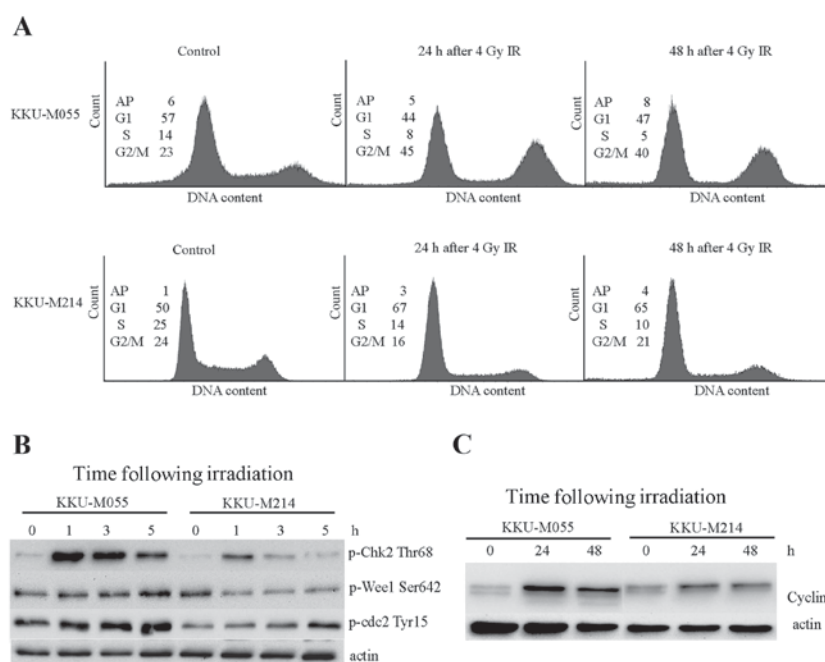 A
Control
24 h after 4 Gy IR
48 h after 4 Gy IR
KKU-M055
Count
AP 6
G1 57
S 14
G2/M 23
DNA content
Count
AP 5
G1 44
S 8
G2/M 45
DNA content
Count
AP 8
G1 47
S 5
G2/M 40
DNA content
Control
24 h after 4 Gy IR
48 h after 4 Gy IR
KKU-M214
Count
AP 1
G1 50
S 25
G2/M 24
DNA content
Count
AP 3
G1 67
S 14
G2/M 16
DNA content
Count
AP 4
G1 65
S 10
G2/M 21
DNA content
B
Time following irradiation
KKU-M055 KKU-M214
0 1 3 5 0 1 3 5 h
p-Chk2 Thr68
p-Wee1 Ser642
p-cdc2 Tyr15
actin
C
Time following irradiation
KKU-M055 KKU-M214
0 24 48 0 24 48 h
Cyclin
actin